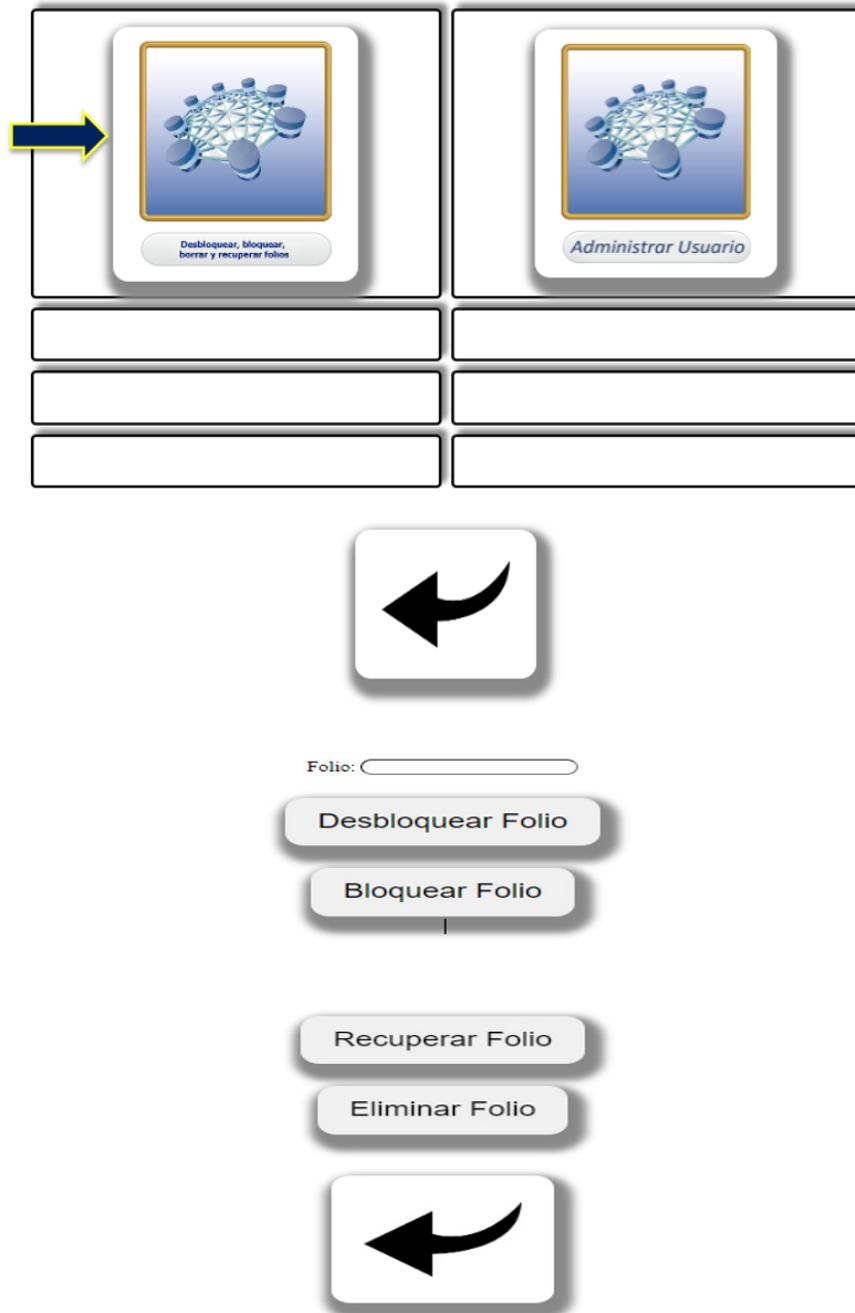 Desbloquear, bloquear,
borrar y recuperar folios
Administrar Usuario
Folio:
Desbloquear Folio
Bloquear Folio
Recuperar Folio
Eliminar Folio